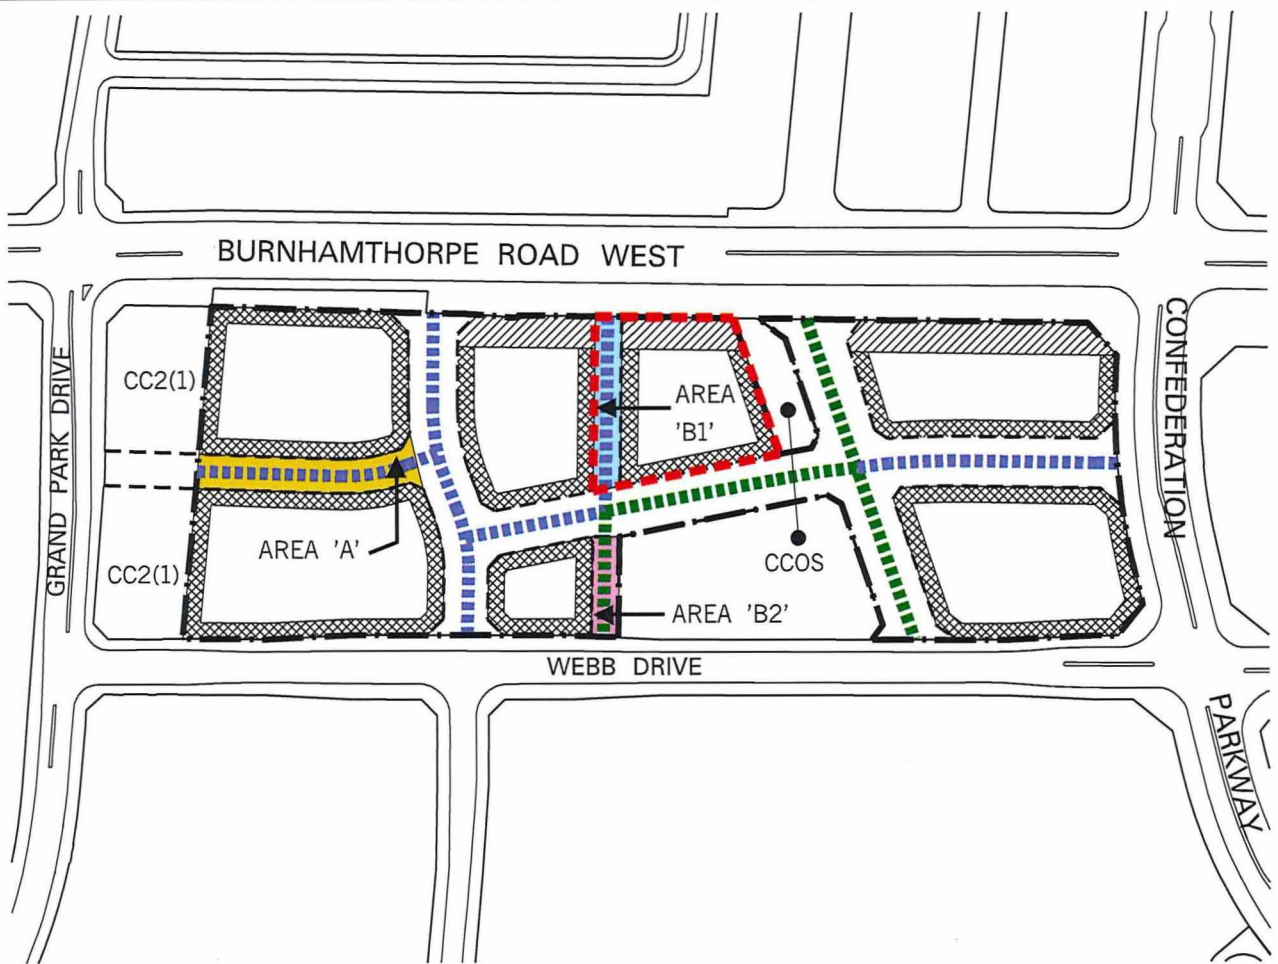 BURNHAMTHORPE ROAD WEST
CC2(1)
GRAND PARK DRIVE
AREA
'B1'
CONFEDERATION
AREA 'A'
CC2(1)
CCOS
AREA 'B2'
WEBB DRIVE
PARKWAY